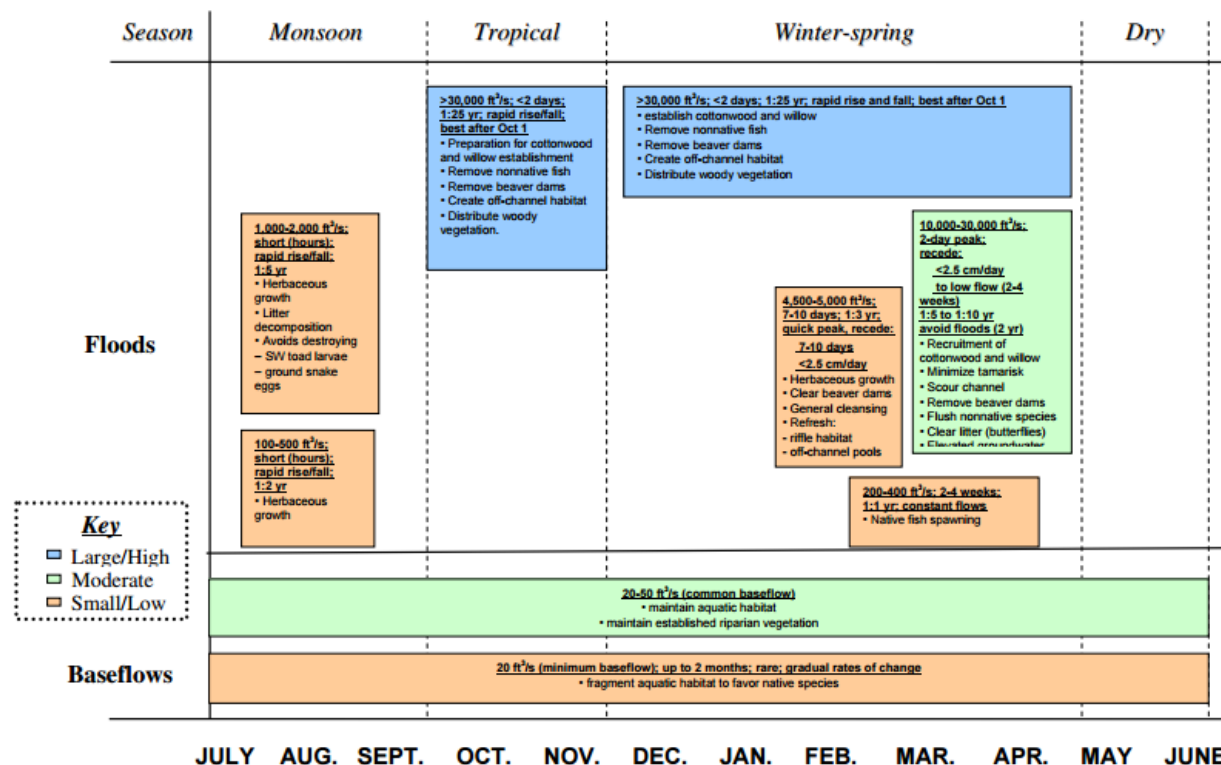 Season
Monsoon
Tropical
Winter-spring
Dry
>30,000 ft³/s; <2 days;
1:25 yr; rapid rise/fall;
best after Oct 1
• Preparation for cottonwood
and willow establishment
• Remove nonnative fish
• Remove beaver dams
• Create off-channel habitat
• Distribute woody
vegetation.
>30,000 ft³/s; <2 days; 1:25 yr; rapid rise and fall; best after Oct 1
• establish cottonwood and willow
• Remove nonnative fish
• Remove beaver dams
• Create off-channel habitat
• Distribute woody vegetation
Floods
1,000-2,000 ft³/s;
short (hours);
rapid rise/fall;
1:5 yr
• Herbaceous
growth
• Litter
decomposition
• Avoids destroying
– SW toad larvae
– ground snake
eggs
100-500 ft³/s;
short (hours);
rapid rise/fall;
1:2 yr
• Herbaceous
growth
4,500-5,000 ft³/s;
7-10 days; 1:3 yr;
quick peak, recede:
7-10 days
<2.5 cm/day
• Herbaceous growth
• Clear beaver dams
• General cleansing
• Refresh:
- riffle habitat
- off-channel pools
10,000-30,000 ft³/s;
2-day peak;
recede:
<2.5 cm/day
to low flow (2-4
weeks)
1:5 to 1:10 yr
avoid floods (2 yr)
• Recruitment of
cottonwood and willow
• Minimize tamarisk
• Scour channel
• Remove beaver dams
• Flush nonnative species
• Clear litter (butterflies)
• Elevated groundwater
200-400 ft³/s; 2-4 weeks;
1:1 yr; constant flows
• Native fish spawning
Key
Large/High
Moderate
Small/Low
20-50 ft³/s (common baseflow)
• maintain aquatic habitat
• maintain established riparian vegetation
Baseflows
20 ft³/s (minimum baseflow); up to 2 months; rare; gradual rates of change
• fragment aquatic habitat to favor native species
JULY AUG. SEPT. OCT. NOV. DEC. JAN. FEB. MAR. APR. MAY JUNE